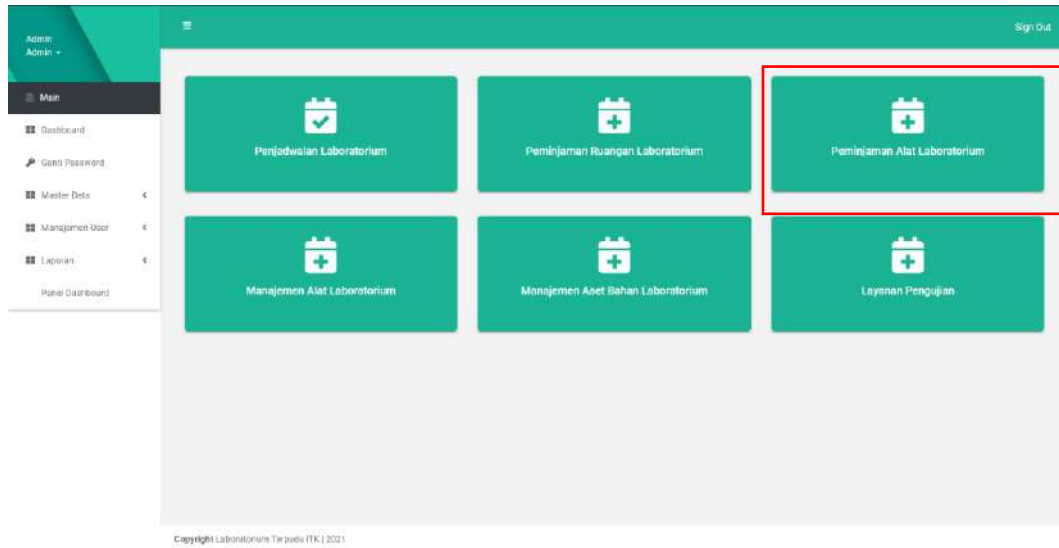 Admin
Admin
Sign Out
Main
Dashboard
Ganti Password
Master Data
Manajemen User
Laporan
Panel Dashboard
Penjadwalan Laboratorium
Peminjaman Ruangan Laboratorium
Peminjaman Alat Laboratorium
Manajemen Alat Laboratorium
Manajemen Aset Bahan Laboratorium
Layanan Pengujian
Copyright Laboratorium Terpadu ITK | 2021